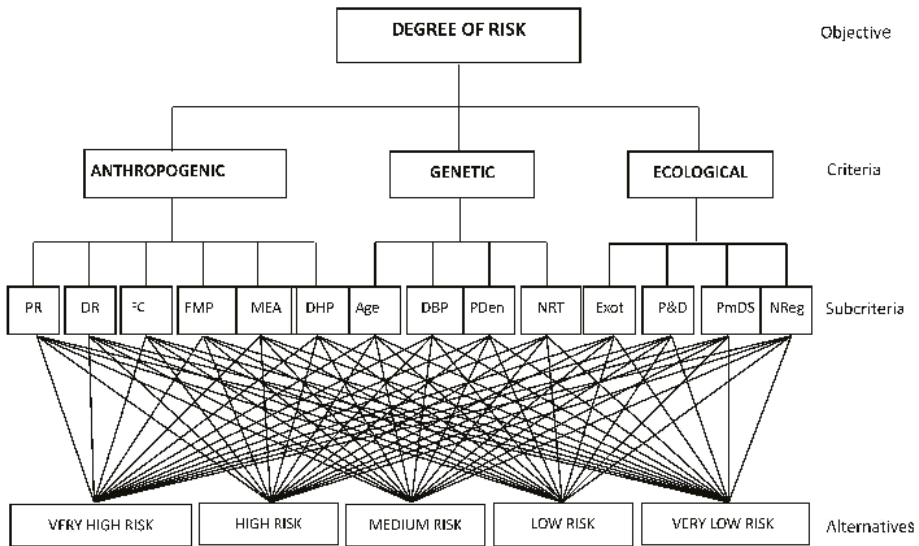 DEGREE OF RISK
Objective
ANTHROPOGENIC
GENETIC
ECOLOGICAL
Criteria
PR
DR
FC
FMP
MEA
DHP
Age
DBP
PDen
NRT
Exot
P&D
PmDS
NReg
Subcriteria
VERY HIGH RISK
HIGH RISK
MEDIUM RISK
LOW RISK
VERY LOW RISK
Alternatives